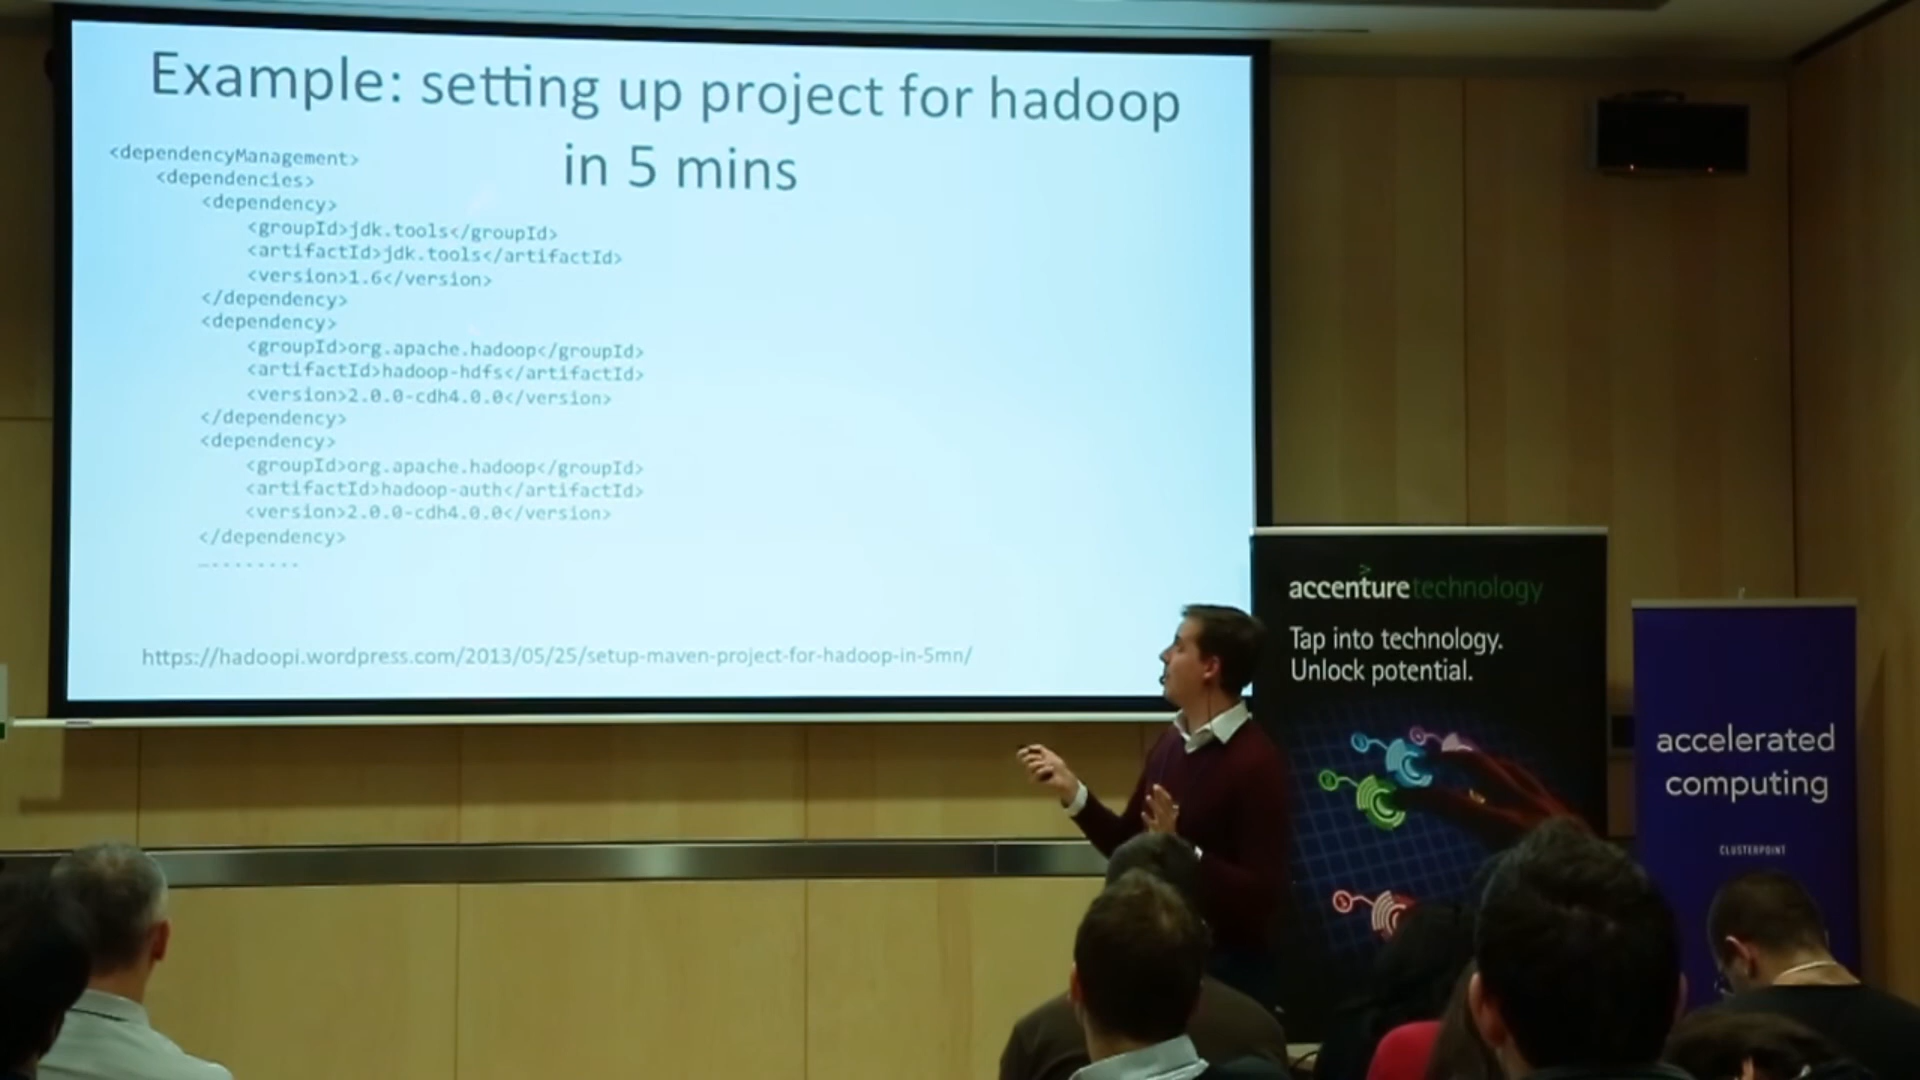 Example: setting up project for hadoop
in 5 mins
<dependencyManagement>
<dependencies>
<dependency>
<groupId>jdk.tools</groupId>
<artifactId>jdk.tools</artifactId>
<version>1.6</version>
</dependency>
<dependency>
<groupId>org.apache.hadoop</groupId>
<artifactId>hadoop-hdfs</artifactId>
<version>2.0.0-cdh4.0.0</version>
</dependency>
<dependency>
<groupId>org.apache.hadoop</groupId>
<artifactId>hadoop-auth</artifactId>
<version>2.0.0-cdh4.0.0</version>
</dependency>
…........
https://hadoopi.wordpress.com/2013/05/25/setup-maven-project-for-hadoop-in-5mn/
accenturetechnology
Tap into technology.
Unlock potential.
accelerated
computing
CLUSTERPOINT